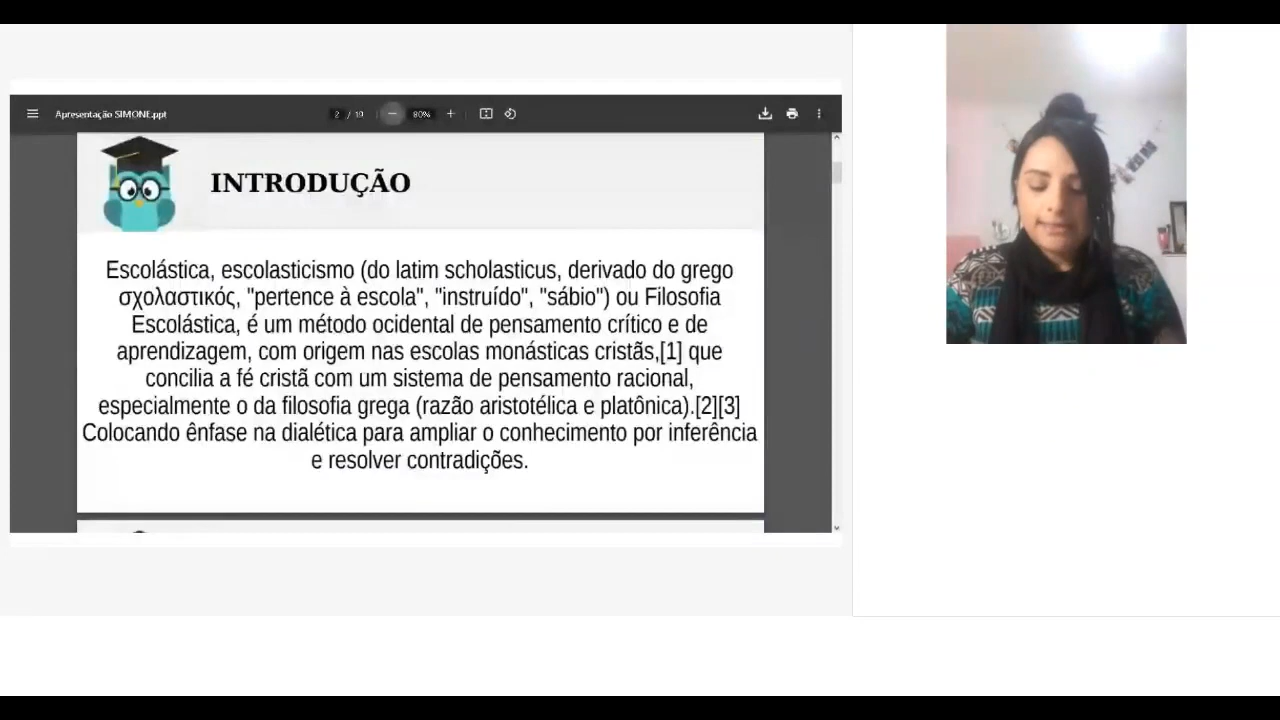 Apresentação SIMONE.ppt
2 / 19
80%
INTRODUÇÃO
Escolástica, escolasticismo (do latim scholasticus, derivado do grego
σχολαστικός, "pertence à escola", "instruído", "sábio") ou Filosofia
Escolástica, é um método ocidental de pensamento crítico e de
aprendizagem, com origem nas escolas monásticas cristãs,[1] que
concilia a fé cristã com um sistema de pensamento racional,
especialmente o da filosofia grega (razão aristotélica e platônica).[2][3]
Colocando ênfase na dialética para ampliar o conhecimento por inferência
e resolver contradições.